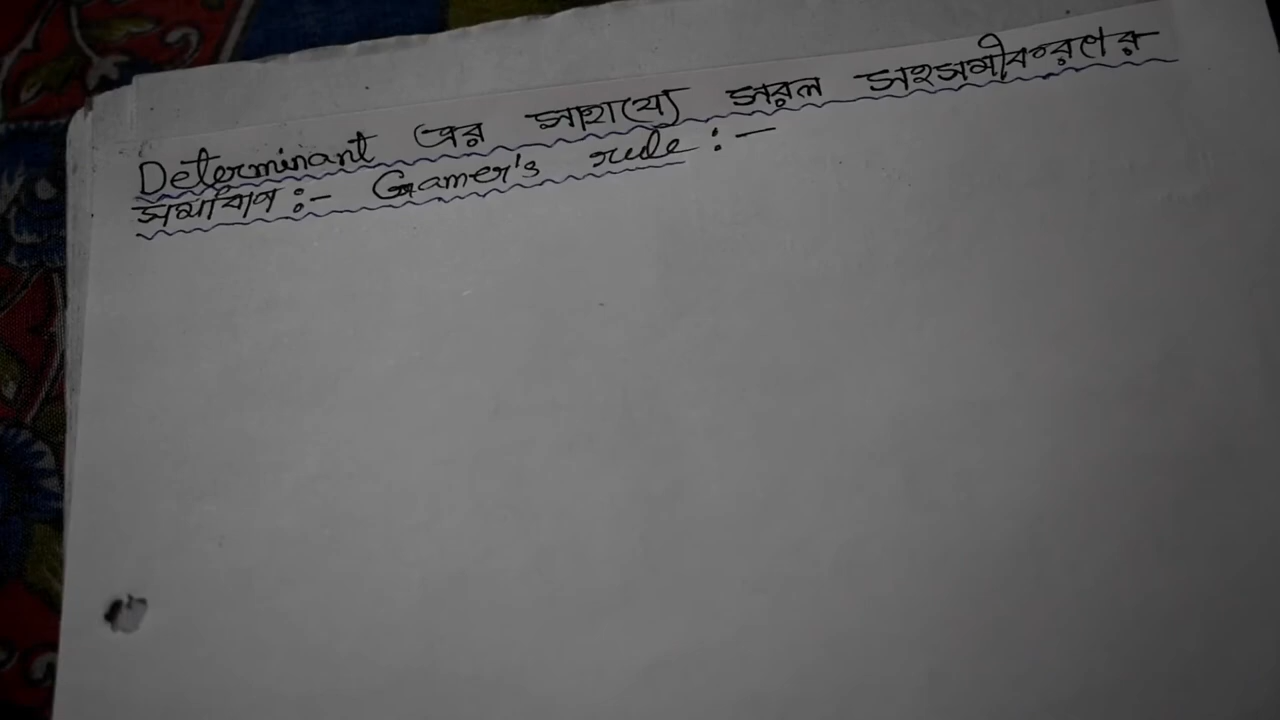 Determinant এর সাহায্যে সরল সহসমীকরণের
সমাধান :- Cramer's rule :-